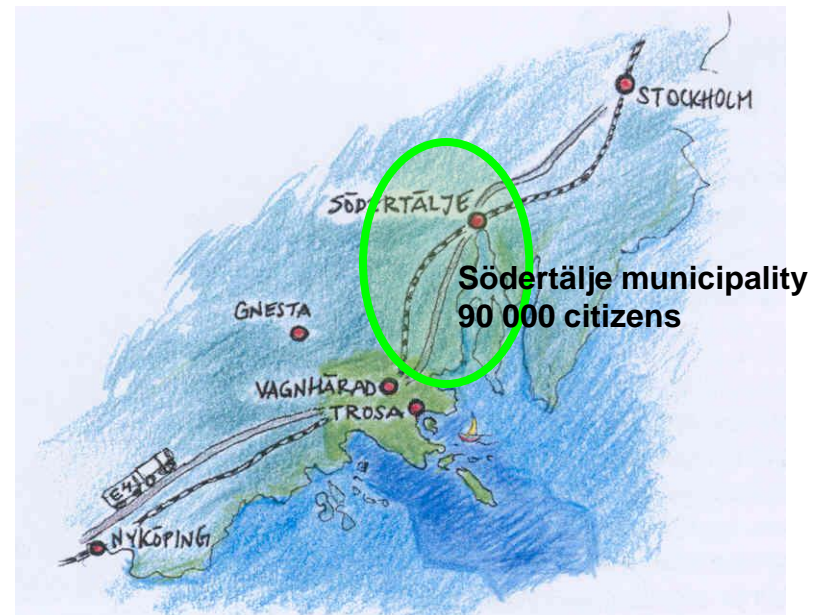 STOCKHOLM
SÖDERTÄLJE
Södertälje municipality
90 000 citizens
GNESTA
VAGNHÄRAD
TROSA
E4
NYKÖPING